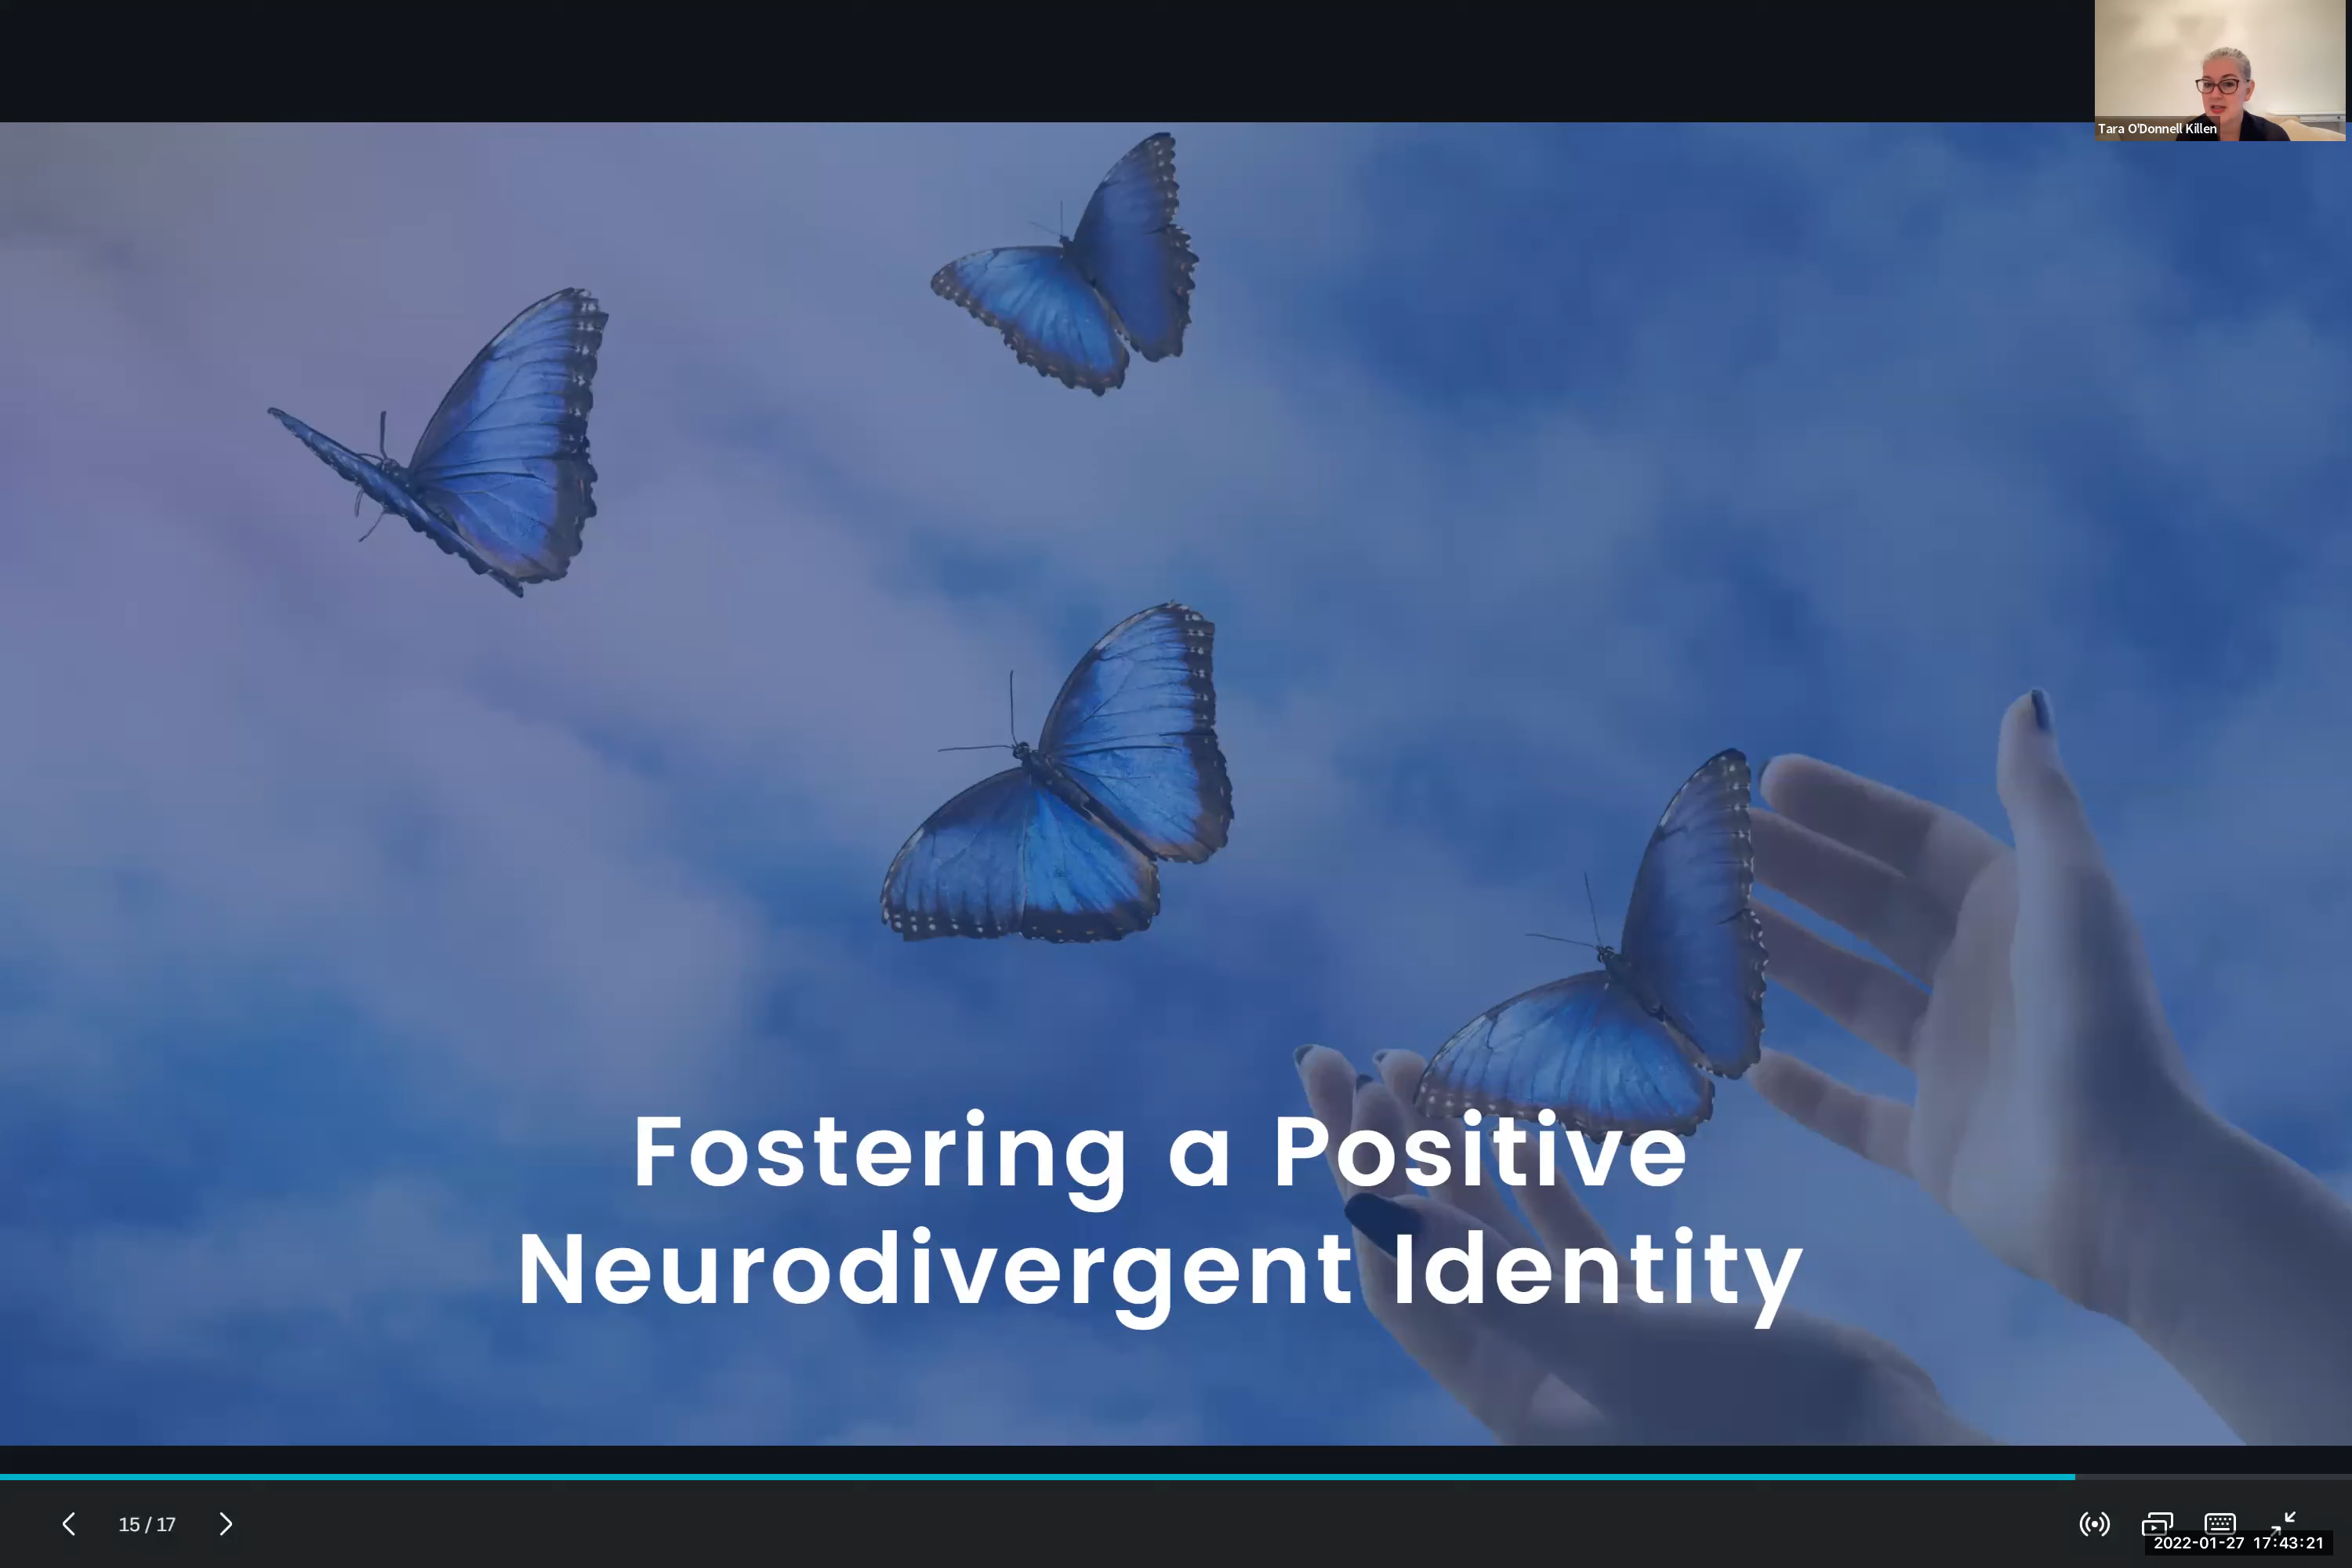 Tara O'Donnell Killen
Fostering a Positive
Neurodivergent Identity
15 / 17
2022-01-27 17:43:21